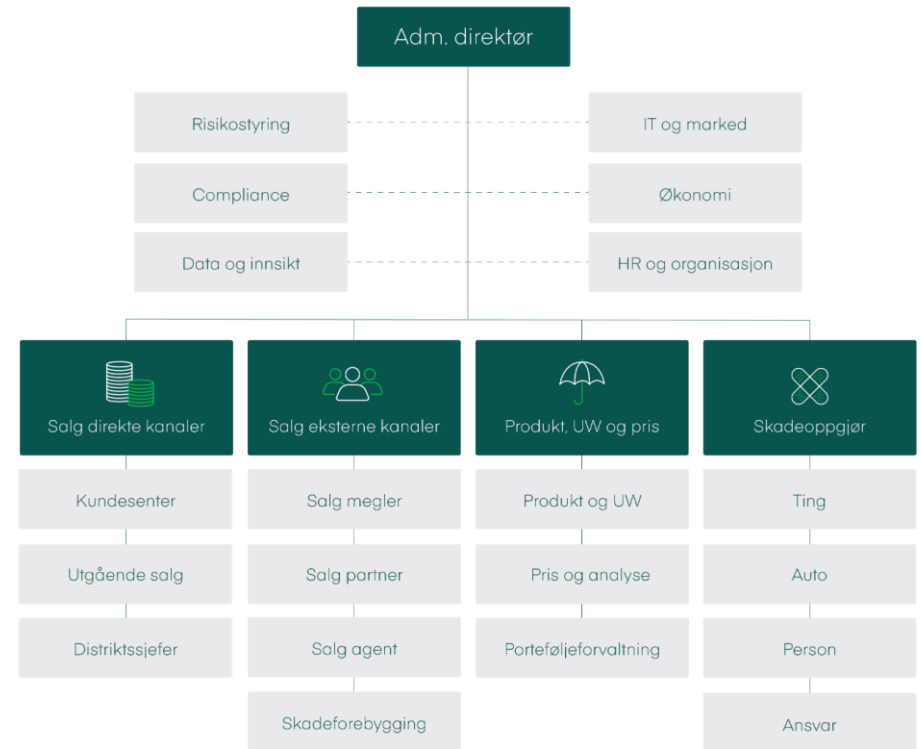 Adm. direktør
Risikostyring
IT og marked
Compliance
Økonomi
Data og innsikt
HR og organisasjon
Salg direkte kanaler
Salg eksterne kanaler
Produkt, UW og pris
Skadeoppgjør
Kundesenter
Salg megler
Produkt og UW
Ting
Utgående salg
Salg partner
Pris og analyse
Auto
Distriktssjefer
Salg agent
Porteføljeforvaltning
Person
Skadeforebygging
Ansvar